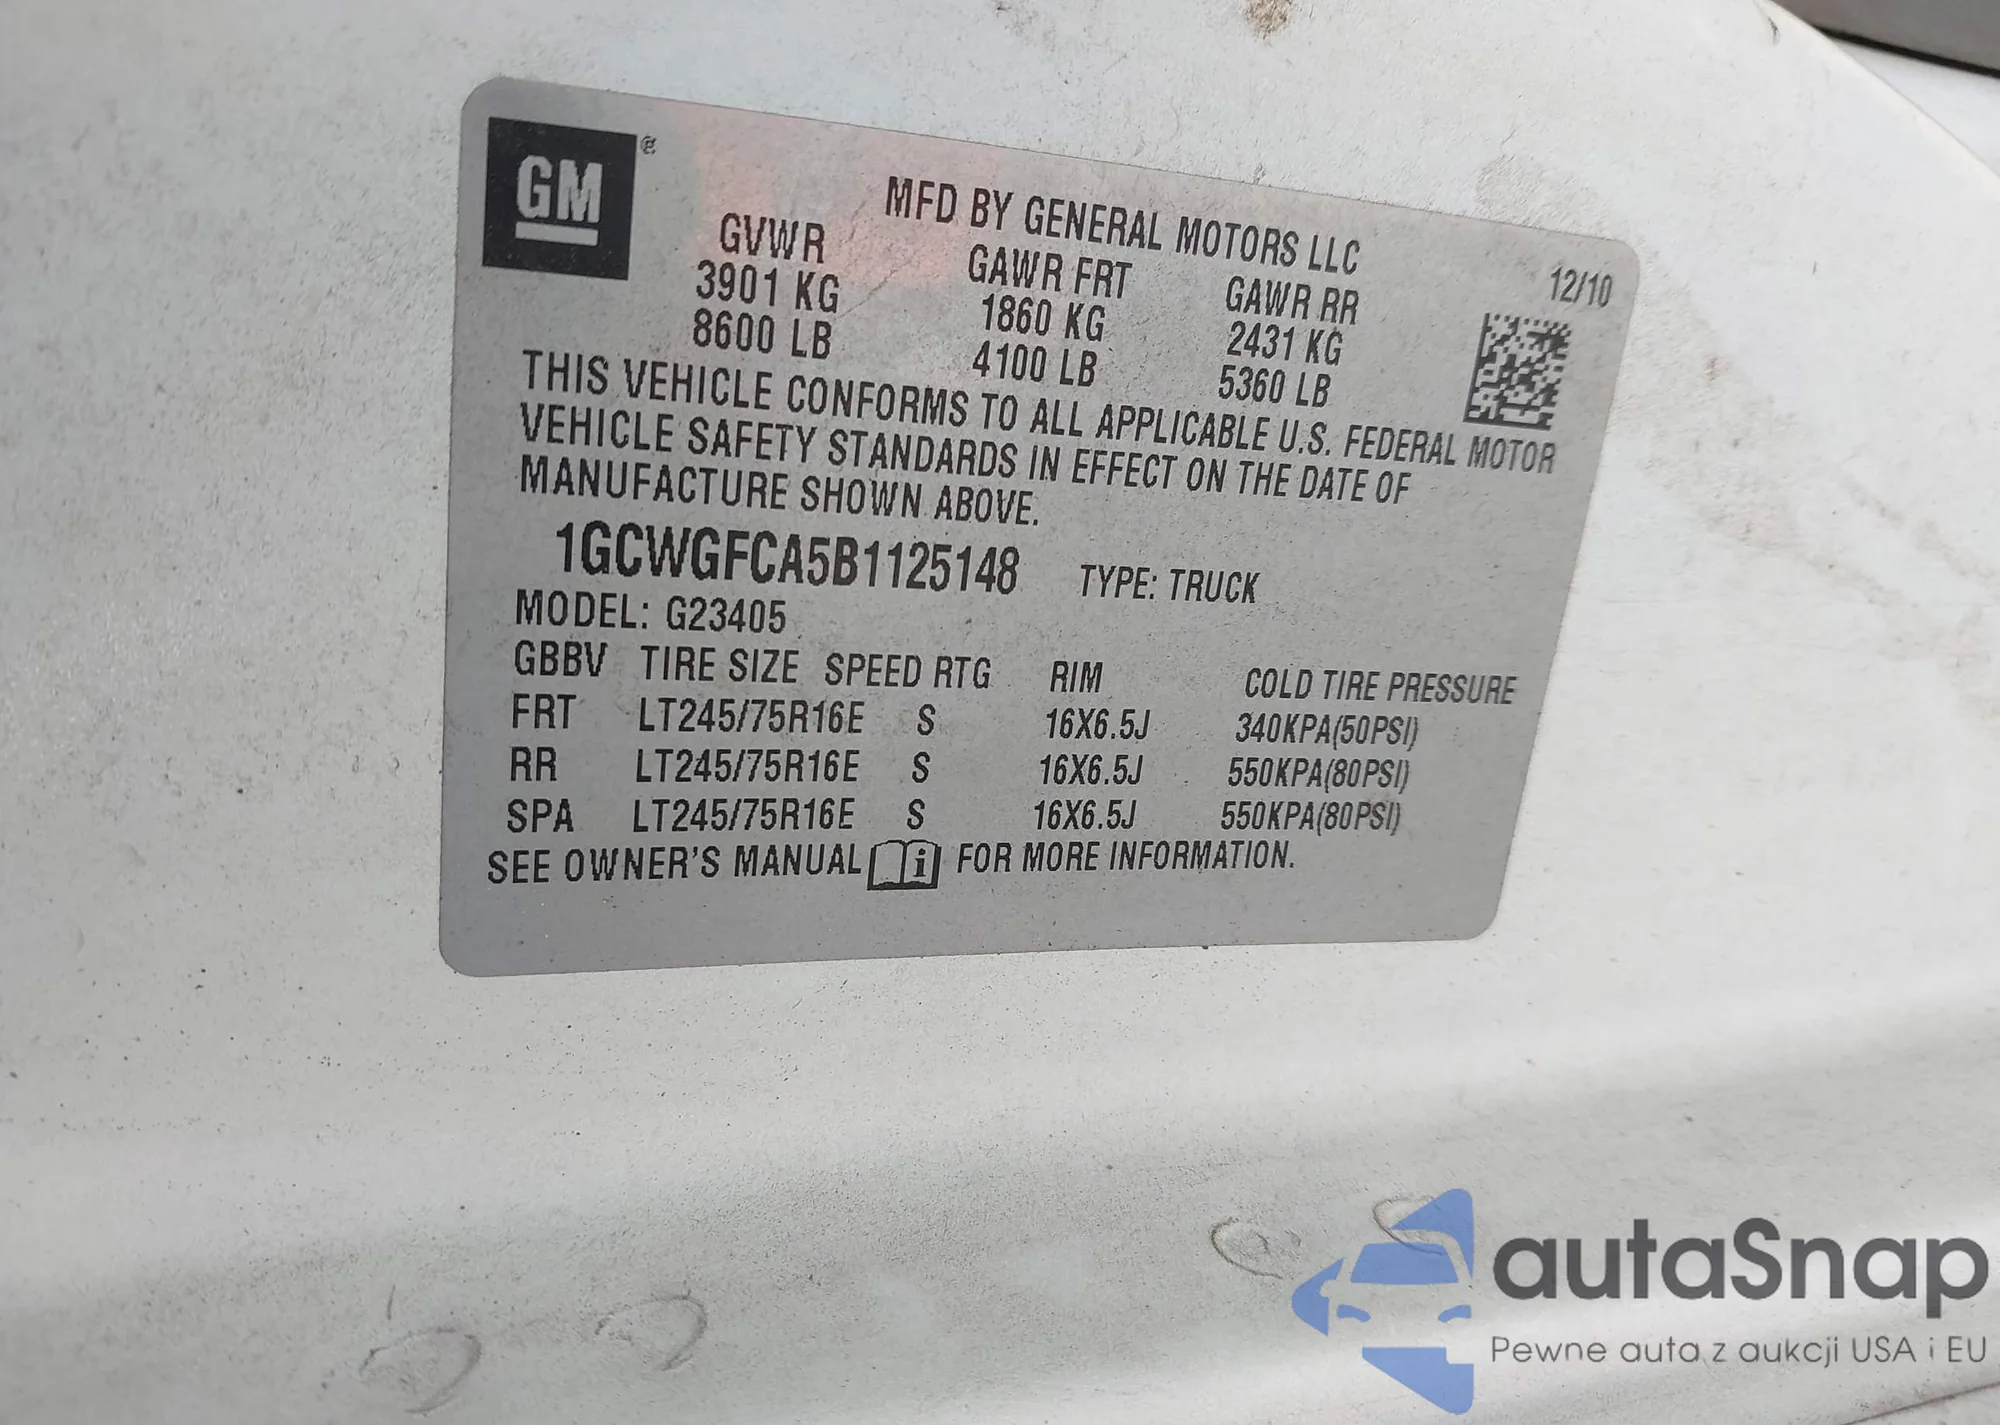 GM ®
MFD BY GENERAL MOTORS LLC
12/10
GVWR GAWR FRT GAWR RR
3901 KG 1860 KG 2431 KG
8600 LB 4100 LB 5360 LB
THIS VEHICLE CONFORMS TO ALL APPLICABLE U.S. FEDERAL MOTOR
VEHICLE SAFETY STANDARDS IN EFFECT ON THE DATE OF
MANUFACTURE SHOWN ABOVE.
1GCWGFCA5B1125148 TYPE: TRUCK
MODEL: G23405
GBBV TIRE SIZE SPEED RTG RIM COLD TIRE PRESSURE
FRT LT245/75R16E S 16X6.5J 340KPA(50PSI)
RR LT245/75R16E S 16X6.5J 550KPA(80PSI)
SPA LT245/75R16E S 16X6.5J 550KPA(80PSI)
SEE OWNER'S MANUAL i FOR MORE INFORMATION.
autaSnap
Pewne auta z aukcji USA i EU